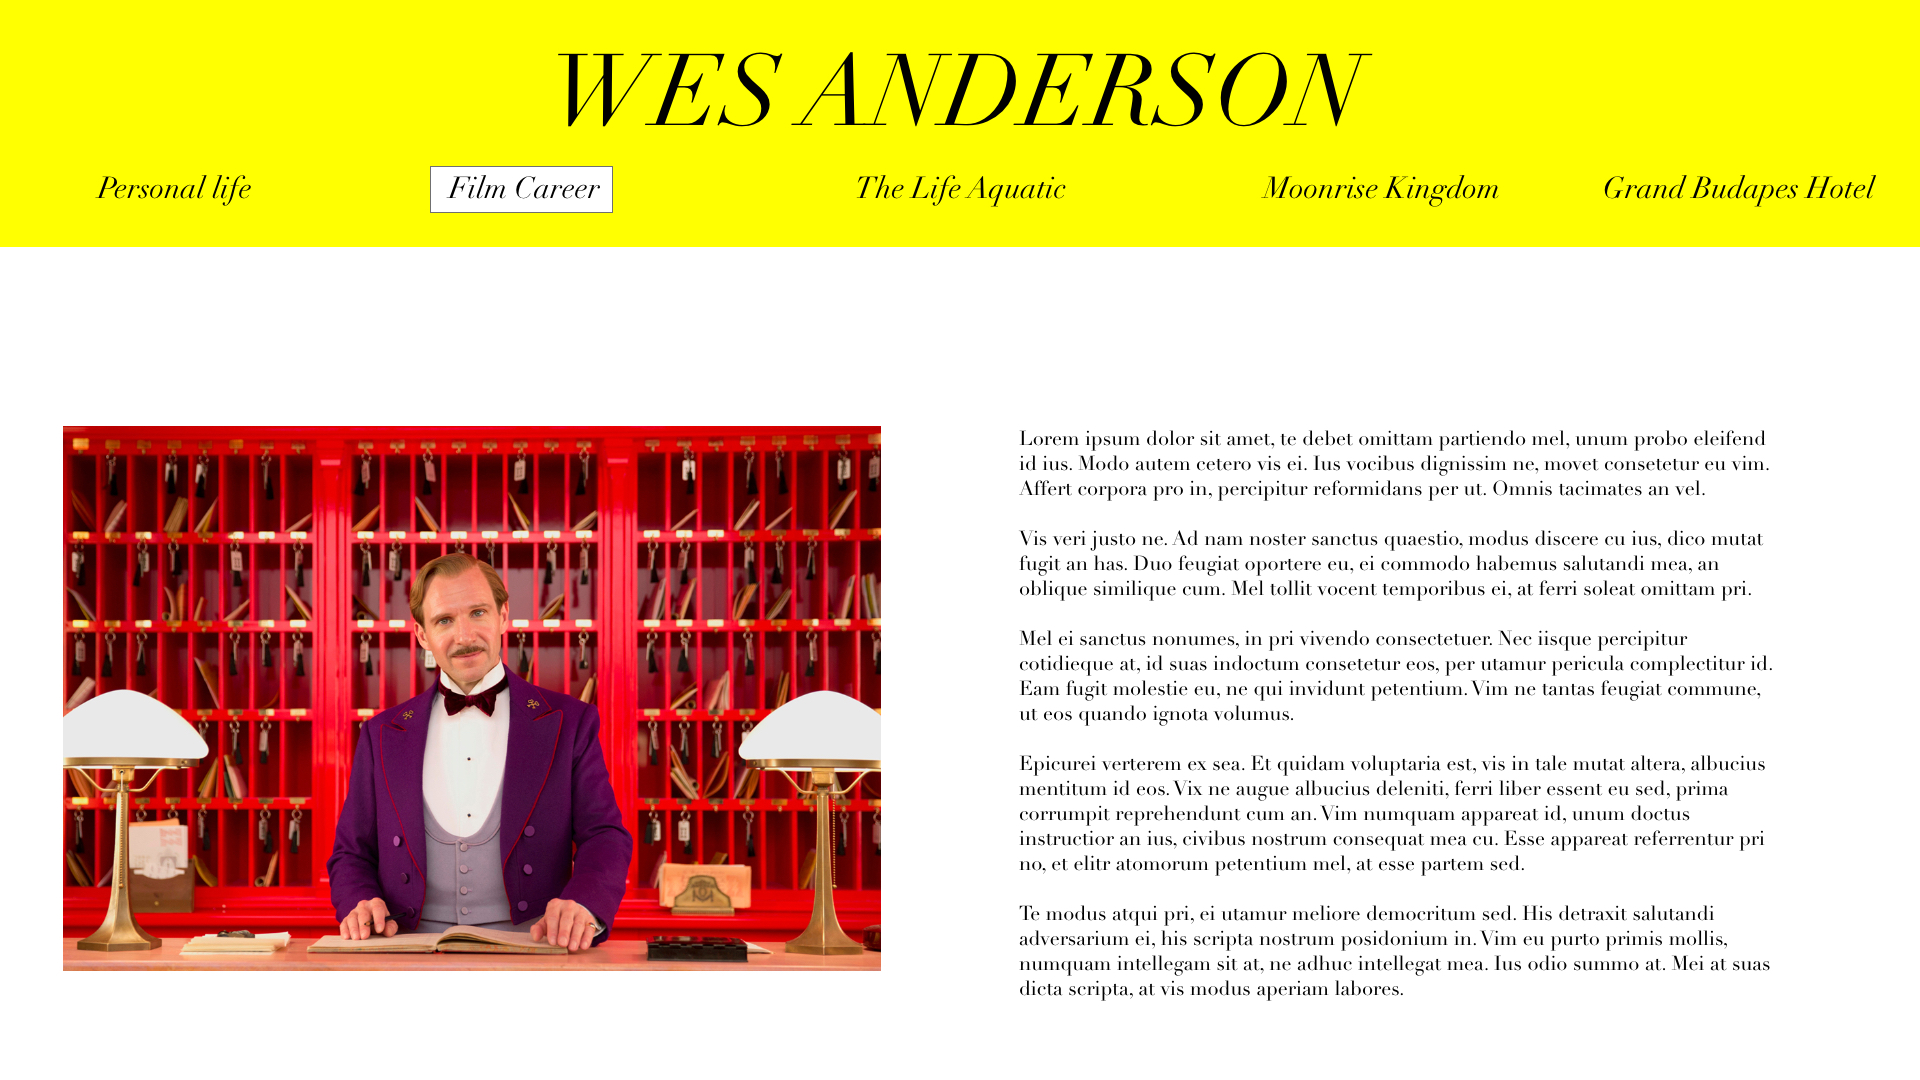 WES ANDERSON
Personal life
Film Career
The Life Aquatic
Moonrise Kingdom
Grand Budapes Hotel
Lorem ipsum dolor sit amet, te debet omittam partiendo mel, unum probo eleifend
id ius. Modo autem cetero vis ei. Ius vocibus dignissim ne, movet consetetur eu vim.
Affert corpora pro in, percipitur reformidans per ut. Omnis tacimates an vel.
Vis veri justo ne. Ad nam noster sanctus quaestio, modus discere cu ius, dico mutat
fugit an has. Duo feugiat oportere eu, ei commodo habemus salutandi mea, an
oblique similique cum. Mel tollit vocent temporibus ei, at ferri soleat omittam pri.
Mel ei sanctus nonumes, in pri vivendo consectetuer. Nec iisque percipitur
cotidieque at, id suas indoctum consetetur eos, per utamur pericula complectitur id.
Eam fugit molestie eu, ne qui invidunt petentium. Vim ne tantas feugiat commune,
ut eos quando ignota volumus.
Epicurei verterem ex sea. Et quidam voluptaria est, vis in tale mutat altera, albucius
mentitum id eos. Vix ne augue albucius deleniti, ferri liber essent eu sed, prima
corrumpit reprehendunt cum an. Vim numquam appareat id, unum doctus
instructior an ius, civibus nostrum consequat mea cu. Esse appareat referrentur pri
no, et elitr atomorum petentium mel, at esse partem sed.
Te modus atqui pri, ei utamur meliore democritum sed. His detraxit salutandi
adversarium ei, his scripta nostrum posidonium in. Vim eu purto primis mollis,
numquam intellegam sit at, ne adhuc intellegat mea. Ius odio summo at. Mei at suas
dicta scripta, at vis modus aperiam labores.